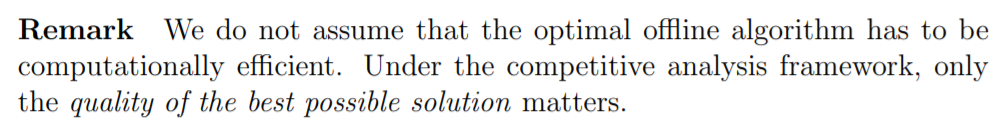 Remark We do not assume that the optimal offline algorithm has to be
computationally efficient. Under the competitive analysis framework, only
the quality of the best possible solution matters.